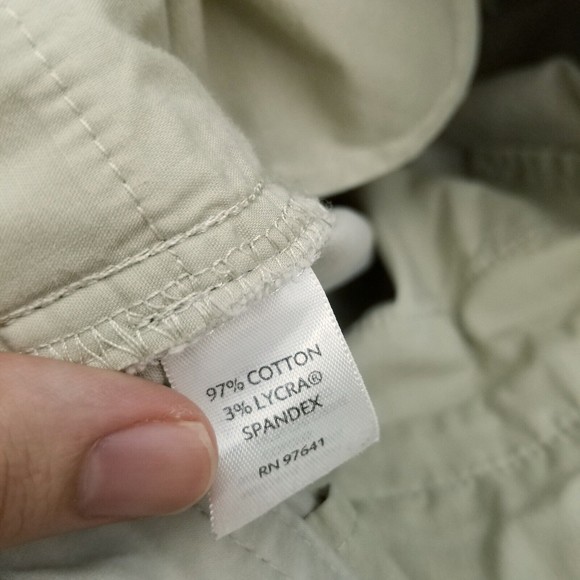 97% COTTON
3% LYCRA®
SPANDEX
RN 97641